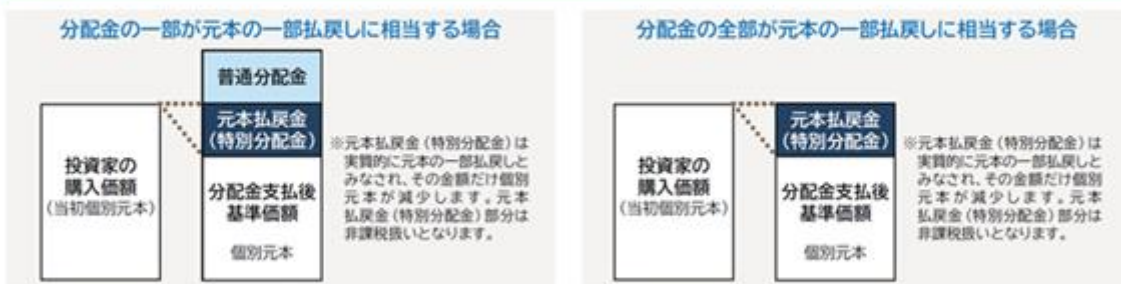 分配金の一部が元本の一部払戻しに相当する場合
普通分配金
元本払戻金
(特別分配金)
投資家の
購入価額
(当初個別元本)
分配金支払後
基準価額
個別元本
※元本払戻金(特別分配金)は
実質的に元本の一部払戻しと
みなされ、その金額だけ個別
元本が減少します。元本
払戻金(特別分配金)部分は
非課税扱いとなります。
分配金の全部が元本の一部払戻しに相当する場合
元本払戻金
(特別分配金)
投資家の
購入価額
(当初個別元本)
分配金支払後
基準価額
個別元本
※元本払戻金(特別分配金)は
実質的に元本の一部払戻しと
みなされ、その金額だけ個別
元本が減少します。元本
払戻金(特別分配金)部分は
非課税扱いとなります。